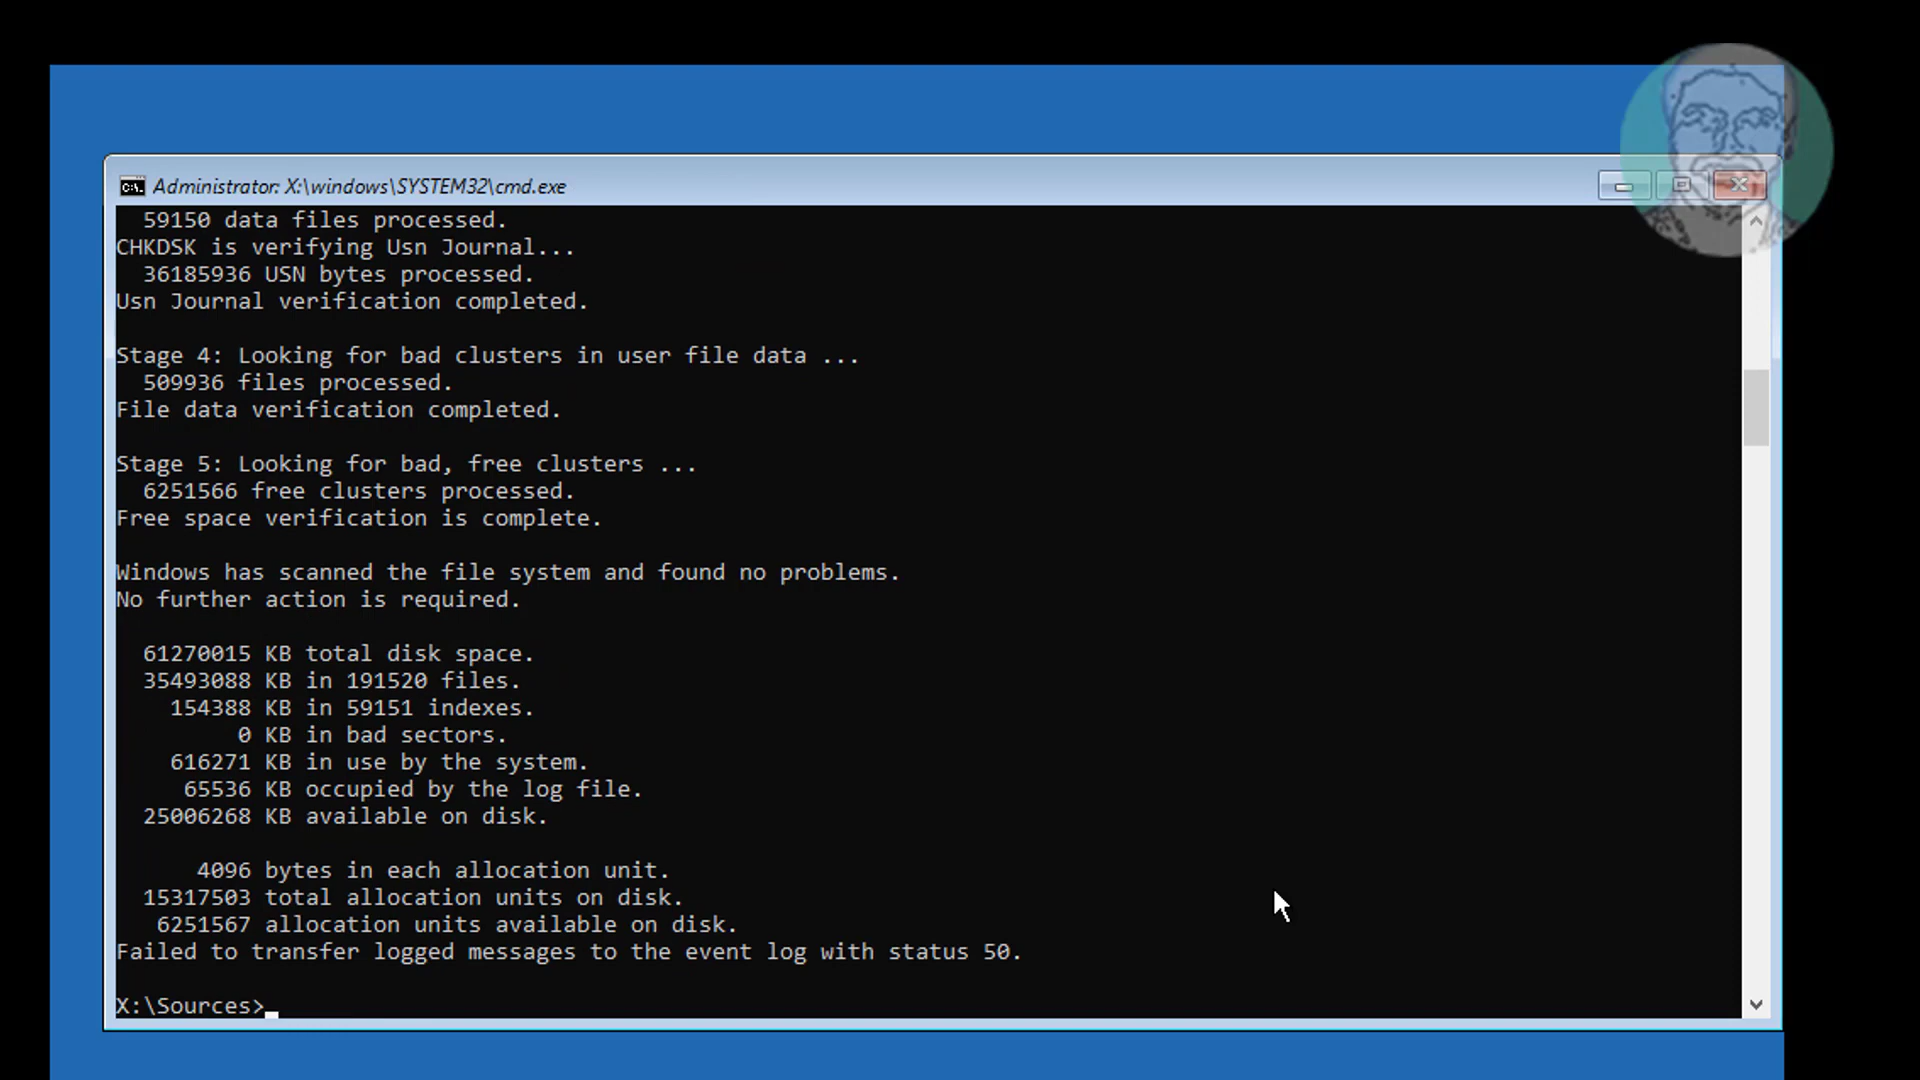 Administrator: X:\windows\SYSTEM32\cmd.exe
59150 data files processed.
CHKDSK is verifying Usn Journal...
36185936 USN bytes processed.
Usn Journal verification completed.
Stage 4: Looking for bad clusters in user file data ...
509936 files processed.
File data verification completed.
Stage 5: Looking for bad, free clusters ...
6251566 free clusters processed.
Free space verification is complete.
Windows has scanned the file system and found no problems.
No further action is required.
61270015 KB total disk space.
35493088 KB in 191520 files.
154388 KB in 59151 indexes.
0 KB in bad sectors.
616271 KB in use by the system.
65536 KB occupied by the log file.
25006268 KB available on disk.
4096 bytes in each allocation unit.
15317503 total allocation units on disk.
6251567 allocation units available on disk.
Failed to transfer logged messages to the event log with status 50.
X:\Sources>